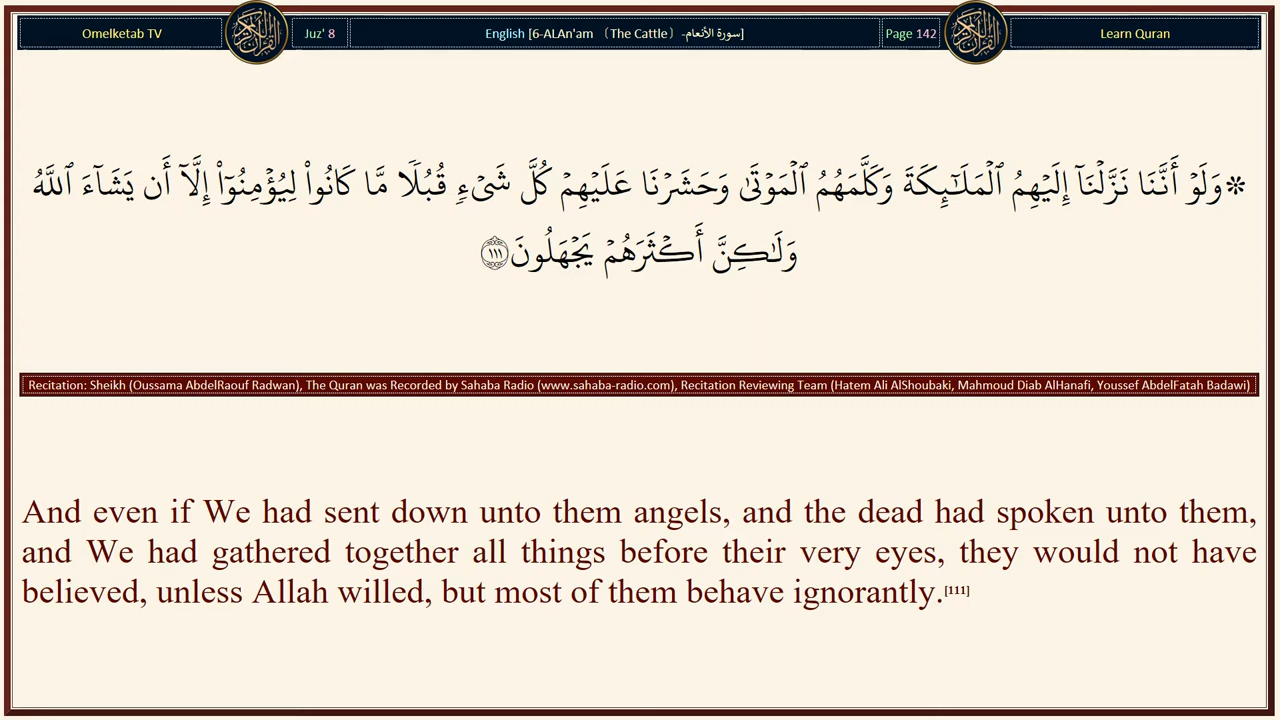 Omelketab TV
Juz' 8
English [6-ALAn'am (The Cattle) -سورة الأنعام]
Page 142
Learn Quran
۞ وَلَوْ أَنَّنَا نَزَّلْنَآ إِلَيْهِمُ ٱلْمَلَـٰٓئِكَةَ وَكَلَّمَهُمُ ٱلْمَوْتَىٰ وَحَشَرْنَا عَلَيْهِمْ كُلَّ شَىْءٍ قُبُلًا مَّا كَانُوا۟ لِيُؤْمِنُوٓا۟ إِلَّآ أَن يَشَآءَ ٱللَّهُ
وَلَـٰكِنَّ أَكْثَرَهُمْ يَجْهَلُونَ ١١١
Recitation: Sheikh (Oussama AbdelRaouf Radwan), The Quran was Recorded by Sahaba Radio (www.sahaba-radio.com), Recitation Reviewing Team (Hatem Ali AlShoubaki, Mahmoud Diab AlHanafi, Youssef AbdelFatah Badawi)
And even if We had sent down unto them angels, and the dead had spoken unto them,
and We had gathered together all things before their very eyes, they would not have
believed, unless Allah willed, but most of them behave ignorantly.[111]